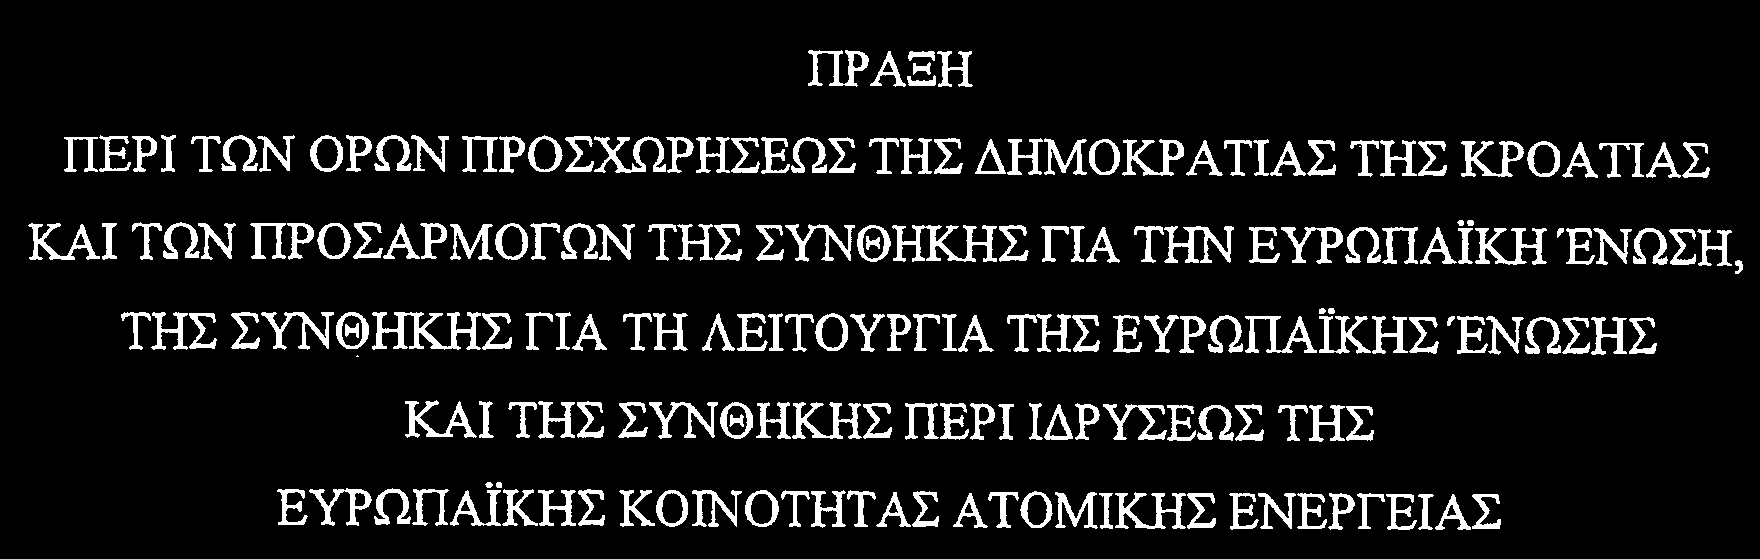 ΠΡΑΞΗ
ΠΕΡΙ ΤΩΝ ΟΡΩΝ ΠΡΟΣΧΩΡΗΣΕΩΣ ΤΗΣ ΔΗΜΟΚΡΑΤΙΑΣ ΤΗΣ ΚΡΟΑΤΙΑΣ
ΚΑΙ ΤΩΝ ΠΡΟΣΑΡΜΟΓΩΝ ΤΗΣ ΣΥΝΘΗΚΗΣ ΓΙΑ ΤΗΝ ΕΥΡΩΠΑΪΚΗ ΈΝΩΣΗ,
ΤΗΣ ΣΥΝΘΗΚΗΣ ΓΙΑ ΤΗ ΛΕΙΤΟΥΡΓΙΑ ΤΗΣ ΕΥΡΩΠΑΪΚΗΣ ΈΝΩΣΗΣ
ΚΑΙ ΤΗΣ ΣΥΝΘΗΚΗΣ ΠΕΡΙ ΙΔΡΥΣΕΩΣ ΤΗΣ
ΕΥΡΩΠΑΪΚΗΣ ΚΟΙΝΟΤΗΤΑΣ ΑΤΟΜΙΚΗΣ ΕΝΕΡΓΕΙΑΣ